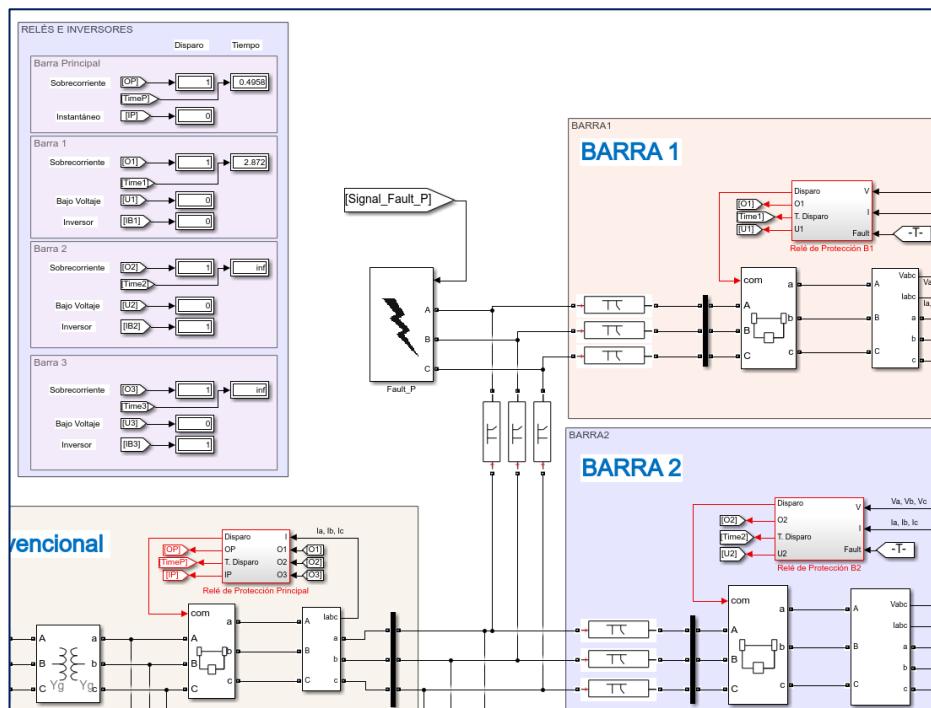 RELÉS E INVERSORES
Disparo Tiempo
Barra Principal
Sobrecorriente [OP] 1 0.4958
[TimeP]
Instantáneo [IP] 0
Barra 1
Sobrecorriente [O1] 1 2.872
[Time1]
Bajo Voltaje [U1] 0
Inversor [IB1] 0
Barra 2
Sobrecorriente [O2] 1 inf
[Time2]
Bajo Voltaje [U2] 0
Inversor [IB2] 1
Barra 3
Sobrecorriente [O3] 1 inf
[Time3]
Bajo Voltaje [U3] 0
Inversor [IB3] 1
[Signal_Fault_P]
A
B
C
Fault_P
BARRA1
BARRA 1
Disparo V
[O1] O1
[Time1] T. Disparo I
[U1] U1 Fault -T-
Relé de Protección B1
com a A Vabc
A Iabc
B b B a
b
C c C c
BARRA2
BARRA 2
Disparo V Va, Vb, Vc
[O2] O2
I Ia, Ib, Ic
[Time2] T. Disparo
[U2] U2 Fault -T-
Relé de Protección B2
com a A Vabc
A Iabc
B b B a
b
C c C c
vencional
Disparo I Ia, Ib, Ic
[OP] OP O1 [O1]
[TimeP] T. Disparo O2 [O2]
[IP] IP O3 [O3]
Relé de Protección Principal
com
A a A a A Iabc
a
B b B b B b
C c C c C c
Yg Yg